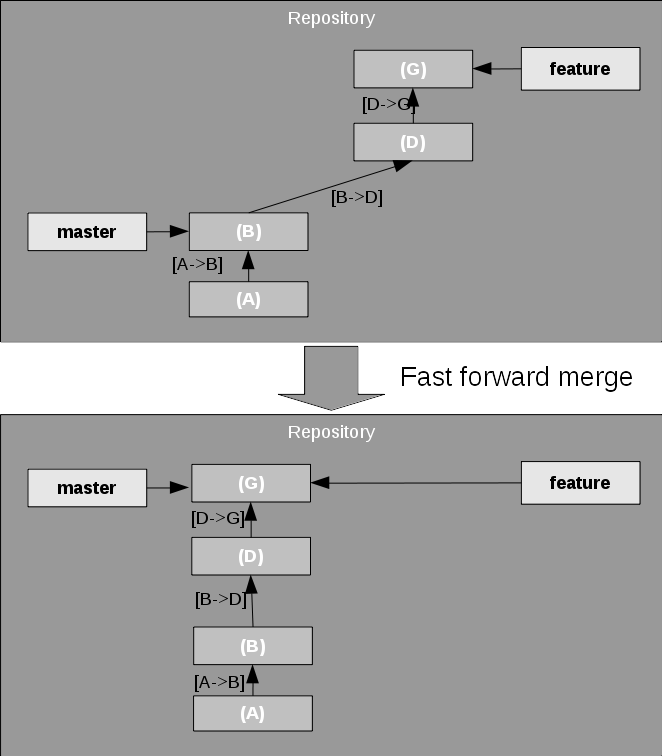 Repository
(G)
feature
[D->G]
(D)
[B->D]
master
(B)
[A->B]
(A)
Fast forward merge
Repository
master
(G)
feature
[D->G]
(D)
[B->D]
(B)
[A->B]
(A)